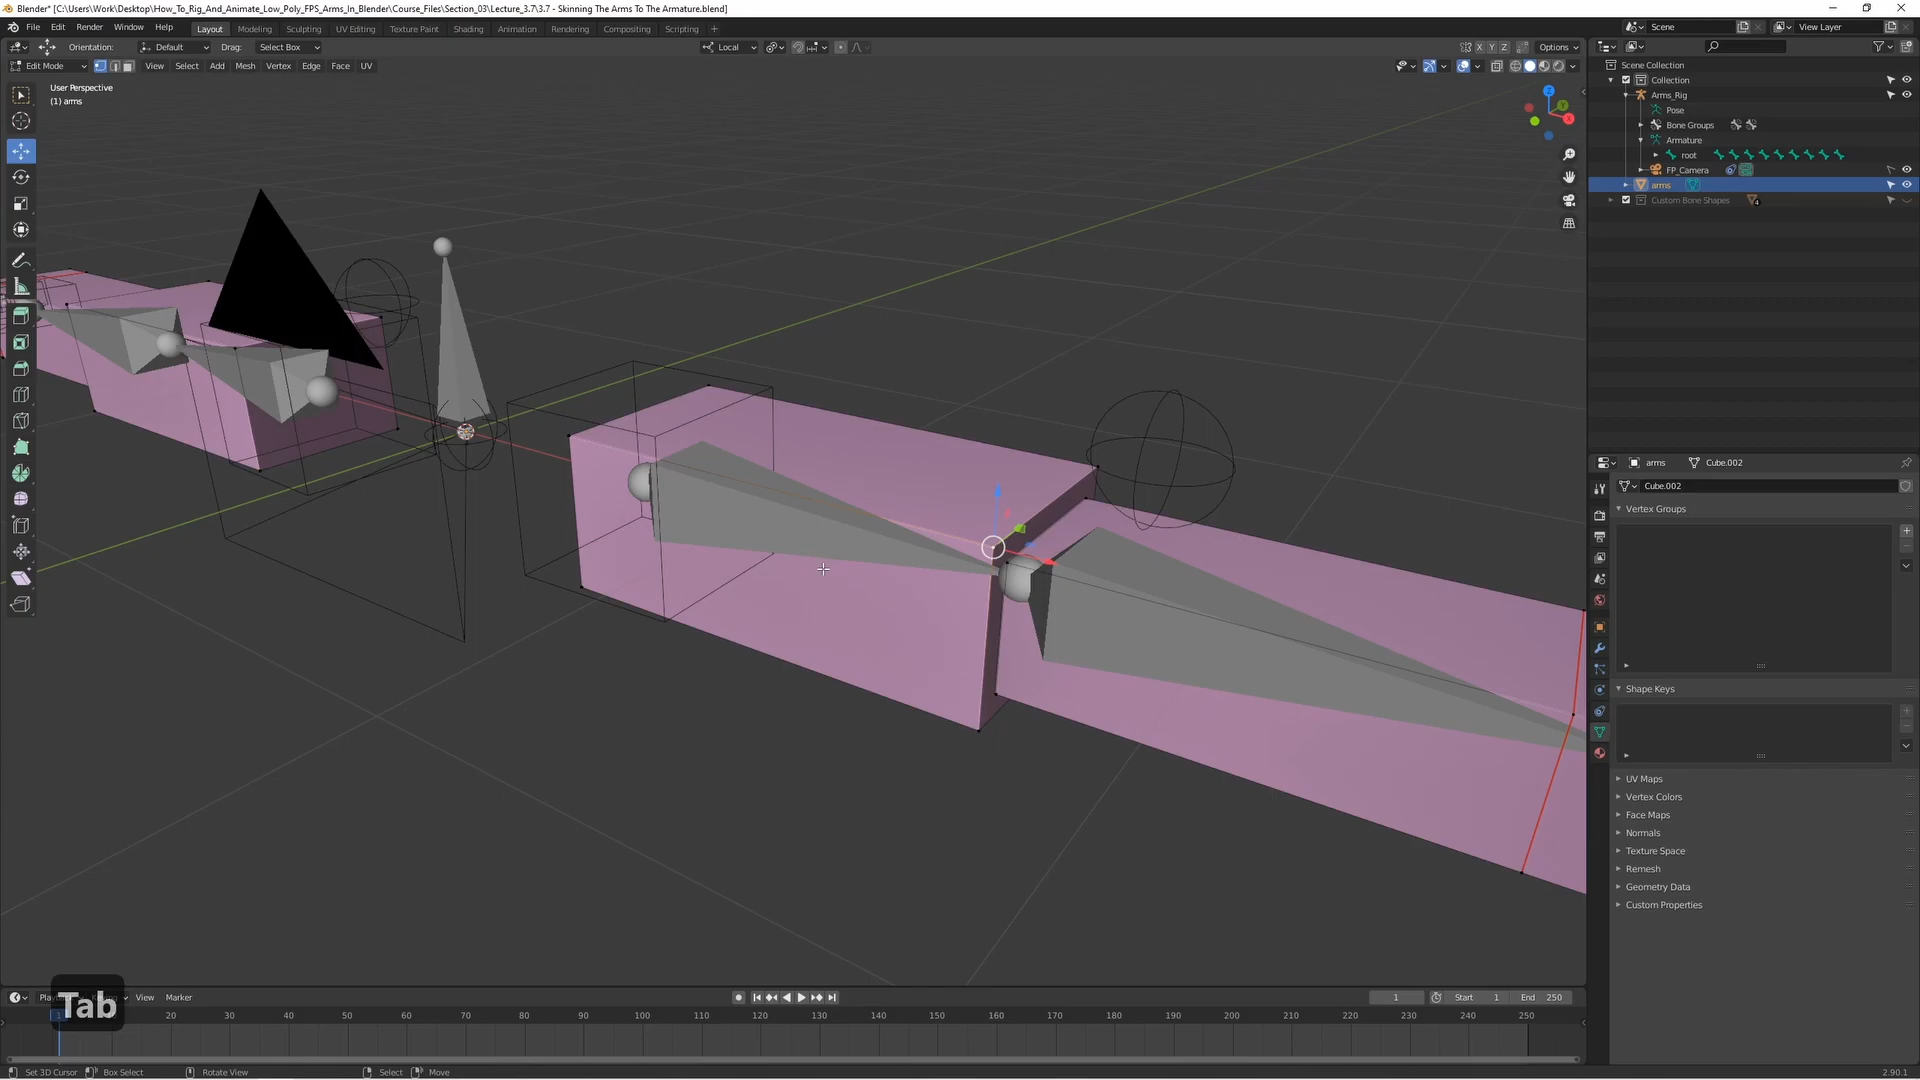 Blender* [C:\Users\Work\Desktop\How_To_Rig_And_Animate_Low_Poly_FPS_Arms_In_Blender\Course_Files\Section_03\Lecture_3.7\3.7 - Skinning The Arms To The Armature.blend]
File Edit Render Window Help Layout Modeling Sculpting UV Editing Texture Paint Shading Animation Rendering Compositing Scripting + Scene View Layer
Orientation: Default Drag: Select Box Local X Y Z Options
Edit Mode View Select Add Mesh Vertex Edge Face UV
User Perspective
(1) arms
Z
Y
X
Scene Collection
Collection
Arms_Rig
Pose
Bone Groups
Armature
root
FP_Camera
arms
Custom Bone Shapes 4
arms Cube.002
Cube.002
Vertex Groups
Shape Keys
UV Maps
Vertex Colors
Face Maps
Normals
Texture Space
Remesh
Geometry Data
Custom Properties
View Marker 1 Start 1 End 250
Tab
1 20 30 40 50 60 70 80 90 100 110 120 130 140 150 160 170 180 190 200 210 220 230 240 250
Set 3D Cursor Box Select Rotate View Select Move 2.90.1